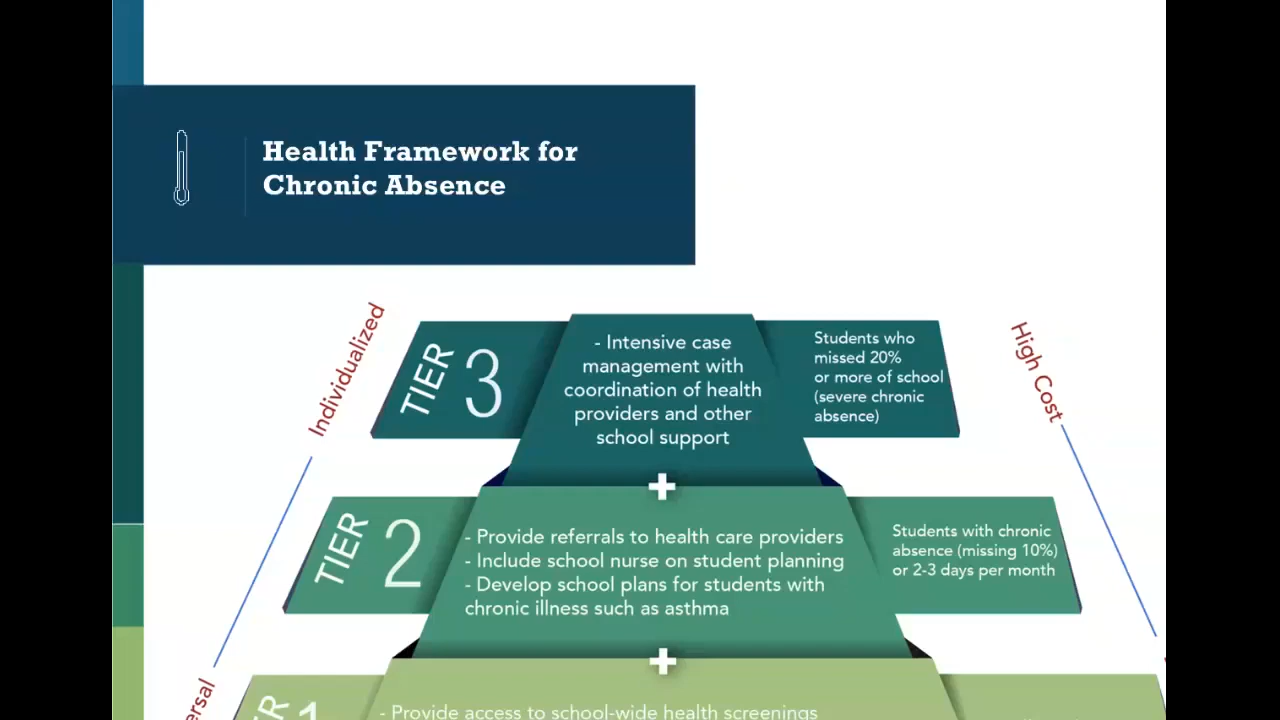 Health Framework for
Chronic Absence
Individualized
TIER 3
- Intensive case
management with
coordination of health
providers and other
school support
Students who
missed 20%
or more of school
(severe chronic
absence)
High Cost
TIER 2
- Provide referrals to health care providers
- Include school nurse on student planning
- Develop school plans for students with
chronic illness such as asthma
Students with chronic
absence (missing 10%)
or 2-3 days per month
- Provide access to school-wide health screenings